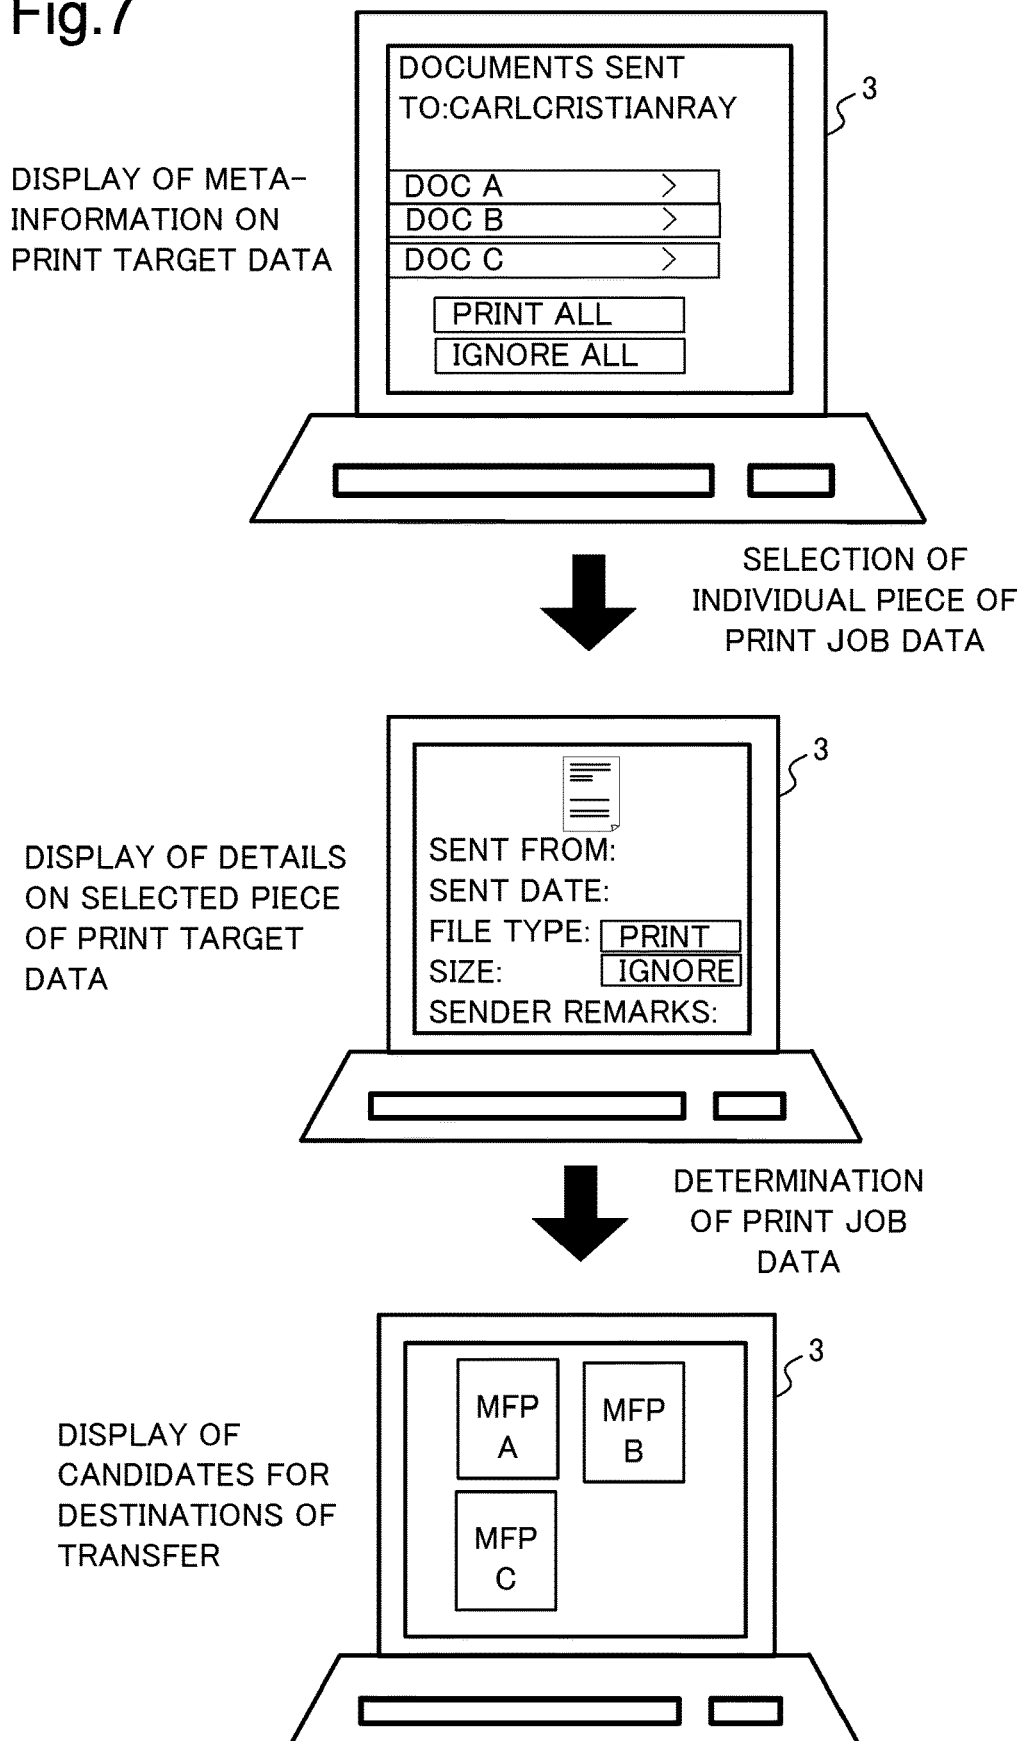 Fig.7
DOCUMENTS SENT
TO:CARLCRISTIANRAY
3
DISPLAY OF META-
INFORMATION ON
PRINT TARGET DATA
DOC A >
DOC B >
DOC C >
PRINT ALL
IGNORE ALL
SELECTION OF
INDIVIDUAL PIECE OF
PRINT JOB DATA
3
DISPLAY OF DETAILS
ON SELECTED PIECE
OF PRINT TARGET
DATA
SENT FROM:
SENT DATE:
FILE TYPE: PRINT
SIZE: IGNORE
SENDER REMARKS:
DETERMINATION
OF PRINT JOB
DATA
3
DISPLAY OF
CANDIDATES FOR
DESTINATIONS OF
TRANSFER
MFP
A
MFP
B
MFP
C